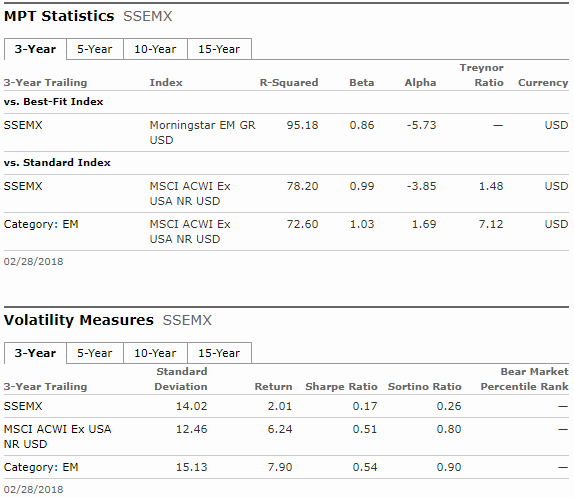 MPT Statistics SSEMX
3-Year 5-Year 10-Year 15-Year
Treynor
3-Year Trailing Index R-Squared Beta Alpha Ratio Currency
vs. Best-Fit Index
SSEMX Morningstar EM GR 95.18 0.86 -5.73 — USD
USD
vs. Standard Index
SSEMX MSCI ACWI Ex 78.20 0.99 -3.85 1.48 USD
USA NR USD
Category: EM MSCI ACWI Ex 72.60 1.03 1.69 7.12 USD
USA NR USD
02/28/2018
Volatility Measures SSEMX
3-Year 5-Year 10-Year 15-Year
Standard Bear Market
3-Year Trailing Deviation Return Sharpe Ratio Sortino Ratio Percentile Rank
SSEMX 14.02 2.01 0.17 0.26 —
MSCI ACWI Ex USA 12.46 6.24 0.51 0.80 —
NR USD
Category: EM 15.13 7.90 0.54 0.90 —
02/28/2018